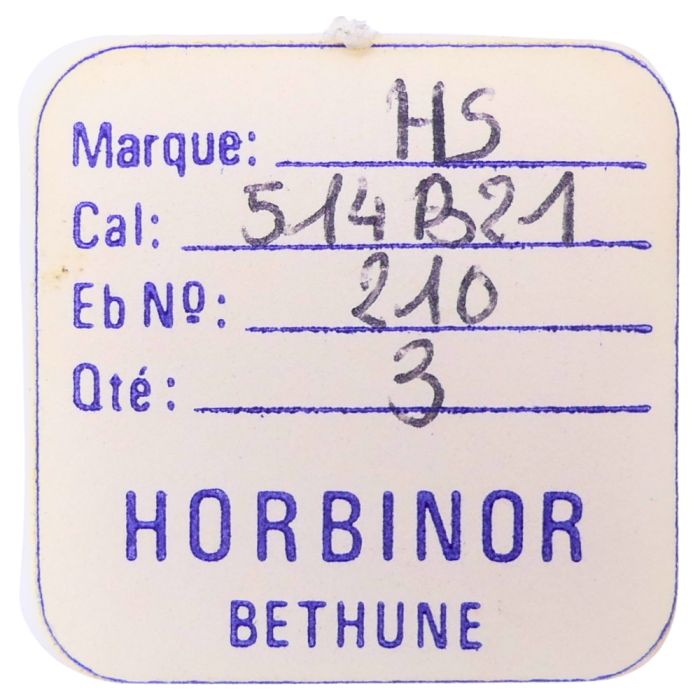 Marque: HS
Cal: 514B21
Eb Nº: 210
Qté: 3
HORBINOR
BETHUNE